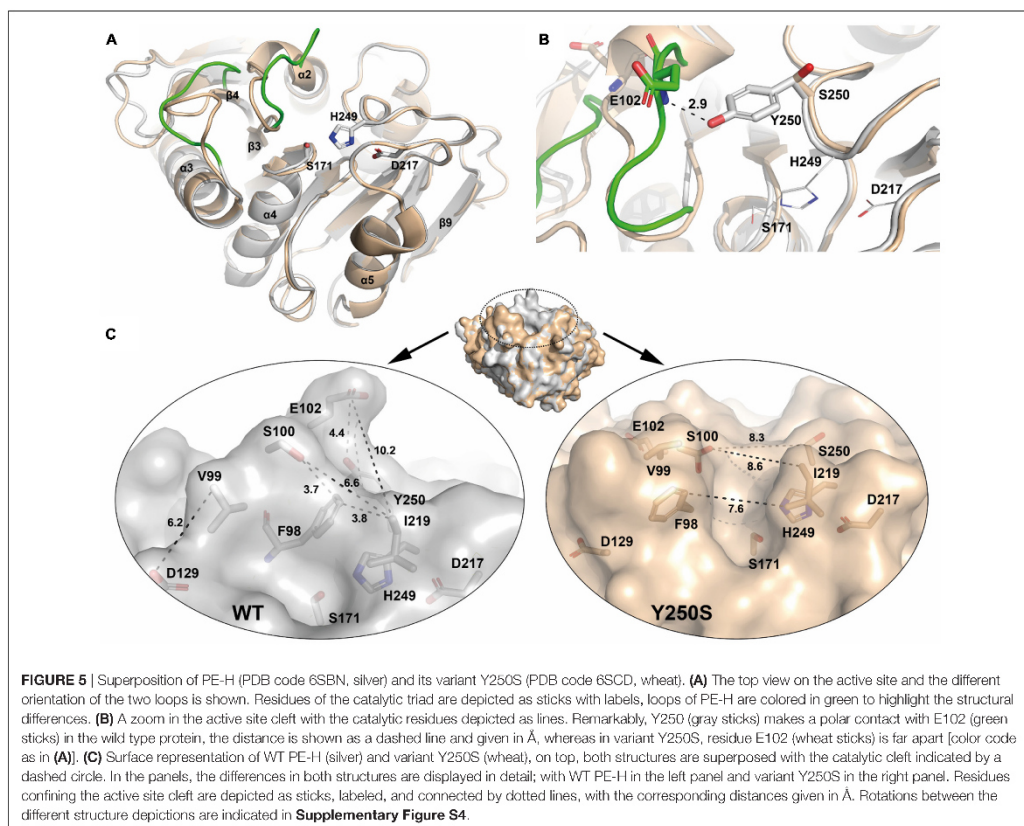 A
α2
β4
H249
β3
S171
D217
α3
α4
β9
α5
B
E102
2.9
S250
Y250
H249
D217
S171
C
E102
S100
4.4
10.2
V99
6.6
Y250
3.7
3.8
I219
6.2
F98
D217
D129
H249
WT
S171
E102
S100
8.3
S250
V99
8.6
I219
7.6
D217
F98
H249
D129
S171
Y250S
FIGURE 5 | Superposition of PE-H (PDB code 6SBN, silver) and its variant Y250S (PDB code 6SCD, wheat). (A) The top view on the active site and the different
orientation of the two loops is shown. Residues of the catalytic triad are depicted as sticks with labels, loops of PE-H are colored in green to highlight the structural
differences. (B) A zoom in the active site cleft with the catalytic residues depicted as lines. Remarkably, Y250 (gray sticks) makes a polar contact with E102 (green
sticks) in the wild type protein, the distance is shown as a dashed line and given in Å, whereas in variant Y250S, residue E102 (wheat sticks) is far apart [color code
as in (A)]. (C) Surface representation of WT PE-H (silver) and variant Y250S (wheat), on top, both structures are superposed with the catalytic cleft indicated by a
dashed circle. In the panels, the differences in both structures are displayed in detail; with WT PE-H in the left panel and variant Y250S in the right panel. Residues
confining the active site cleft are depicted as sticks, labeled, and connected by dotted lines, with the corresponding distances given in Å. Rotations between the
different structure depictions are indicated in Supplementary Figure S4.